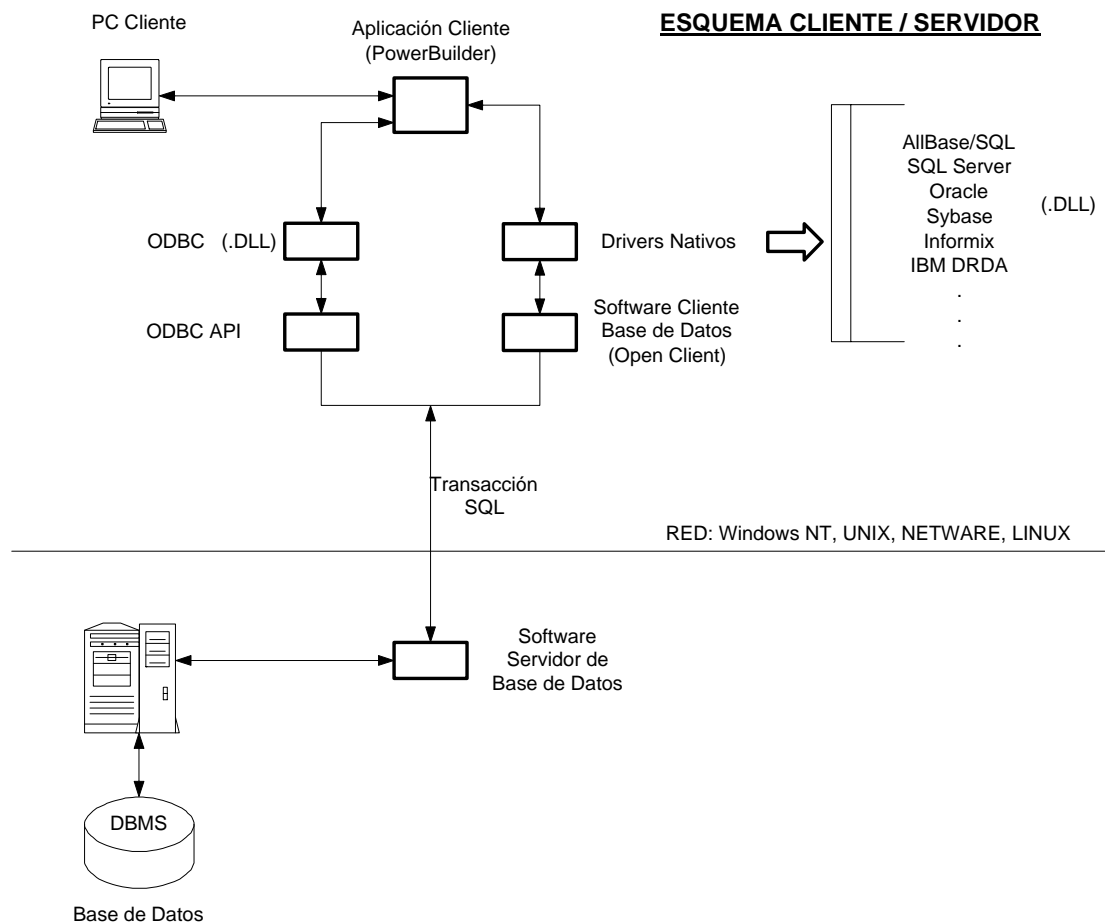 PC Cliente
Aplicación Cliente
(PowerBuilder)
ESQUEMA CLIENTE / SERVIDOR
AllBase/SQL
SQL Server
Oracle
Sybase
Informix
IBM DRDA
.
.
.
(.DLL)
ODBC (.DLL)
Drivers Nativos
ODBC API
Software Cliente
Base de Datos
(Open Client)
Transacción
SQL
RED: Windows NT, UNIX, NETWARE, LINUX
Software
Servidor de
Base de Datos
DBMS
Base de Datos